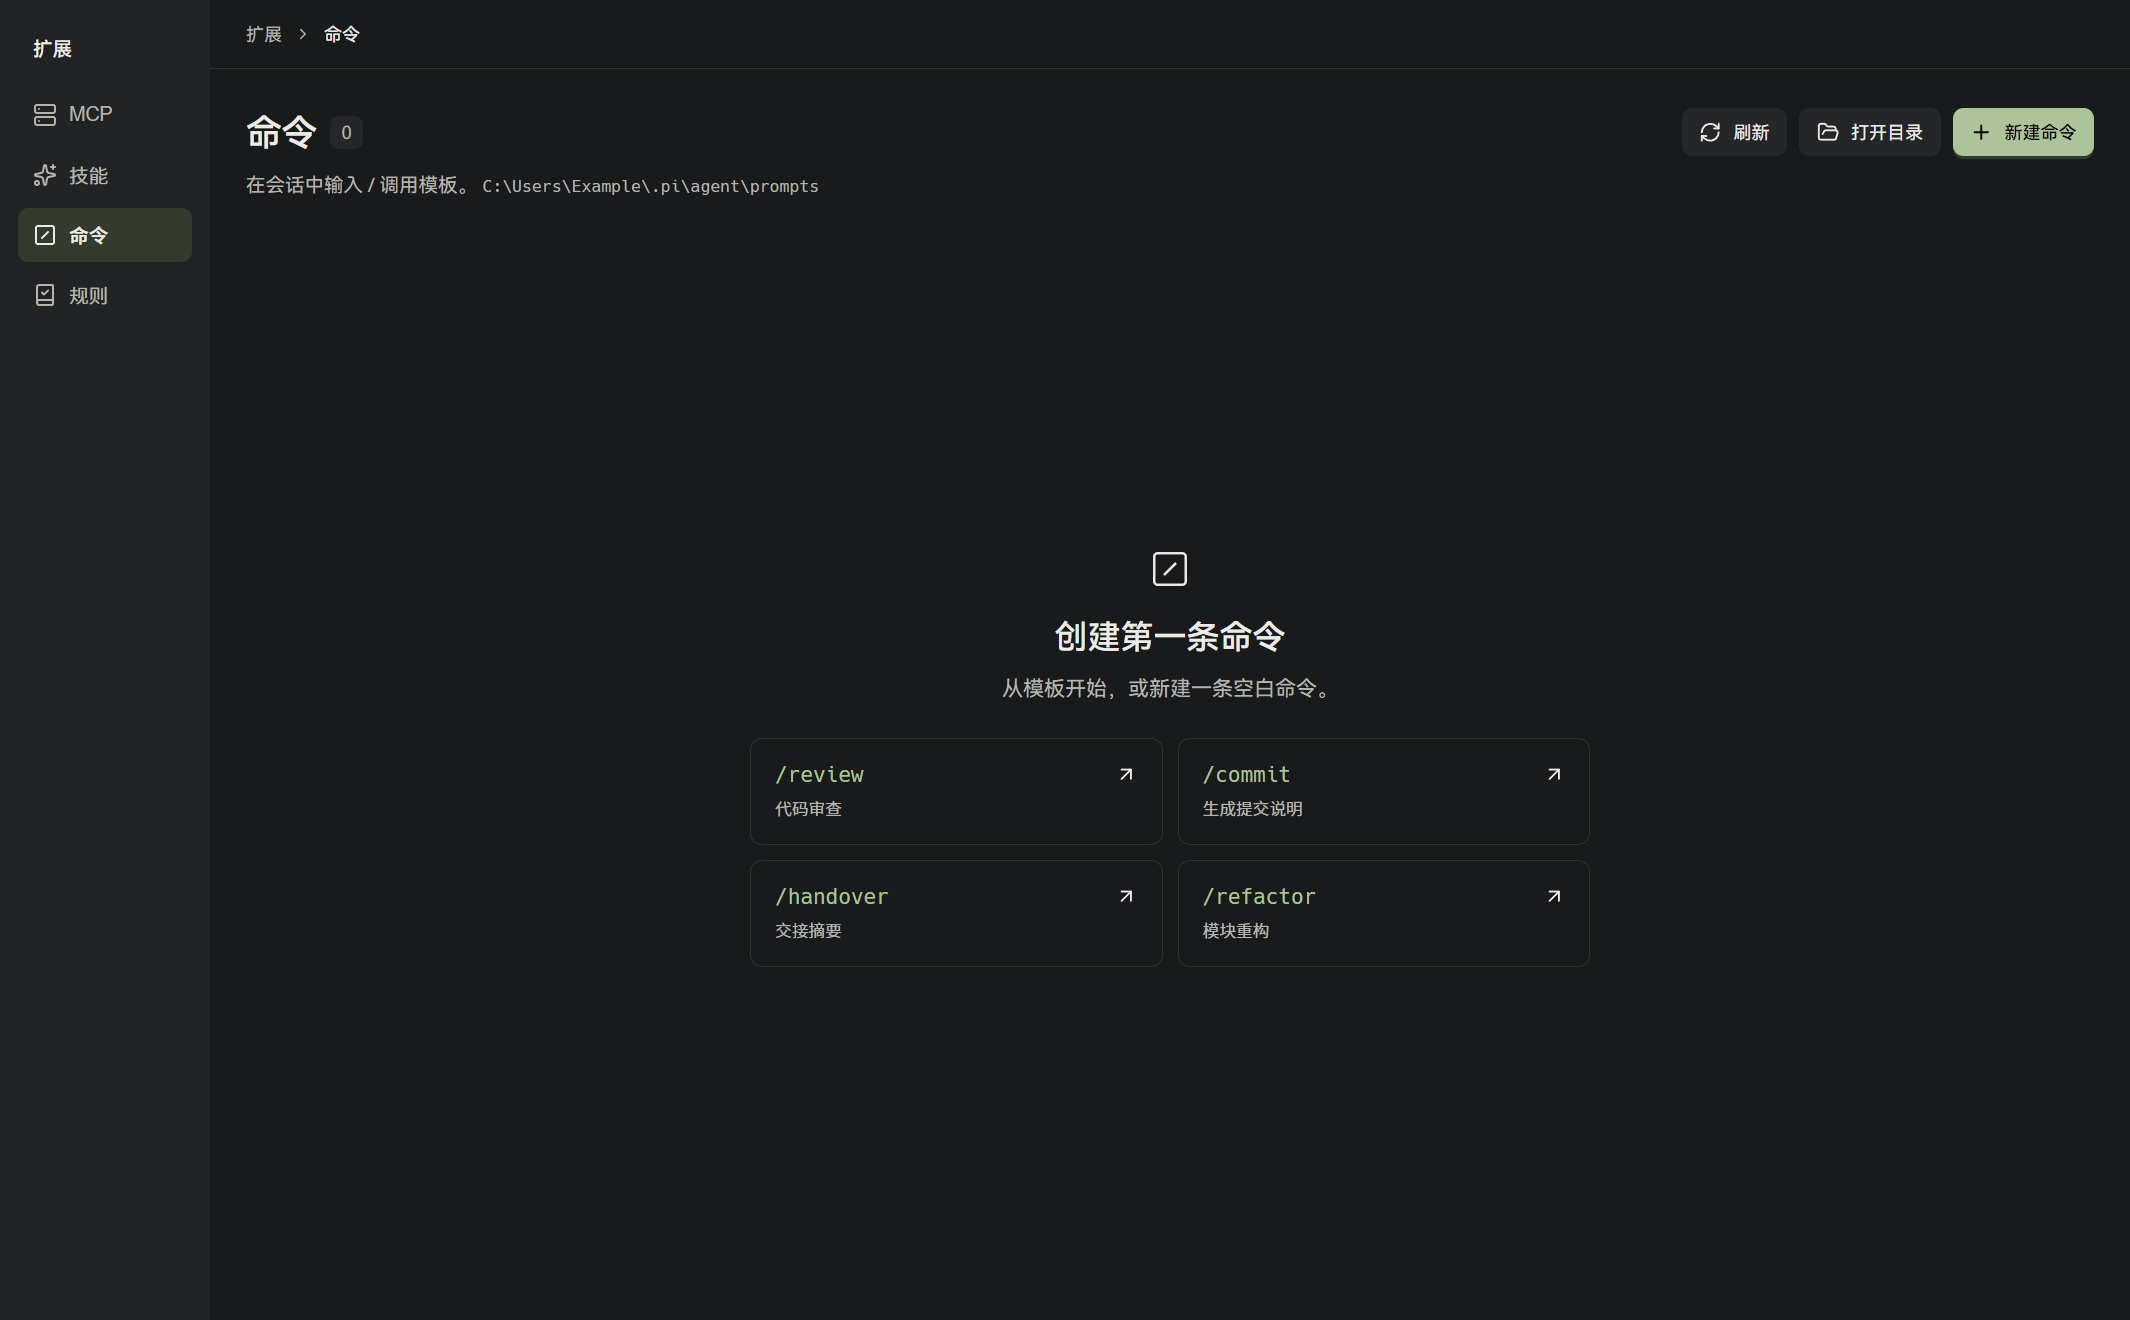 扩展
MCP
技能
命令
规则
扩展 > 命令
命令 0
刷新
打开目录
新建命令
在会话中输入 / 调用模板。 C:\Users\Example\.pi\agent\prompts
创建第一条命令
从模板开始，或新建一条空白命令。
/review
代码审查
/commit
生成提交说明
/handover
交接摘要
/refactor
模块重构